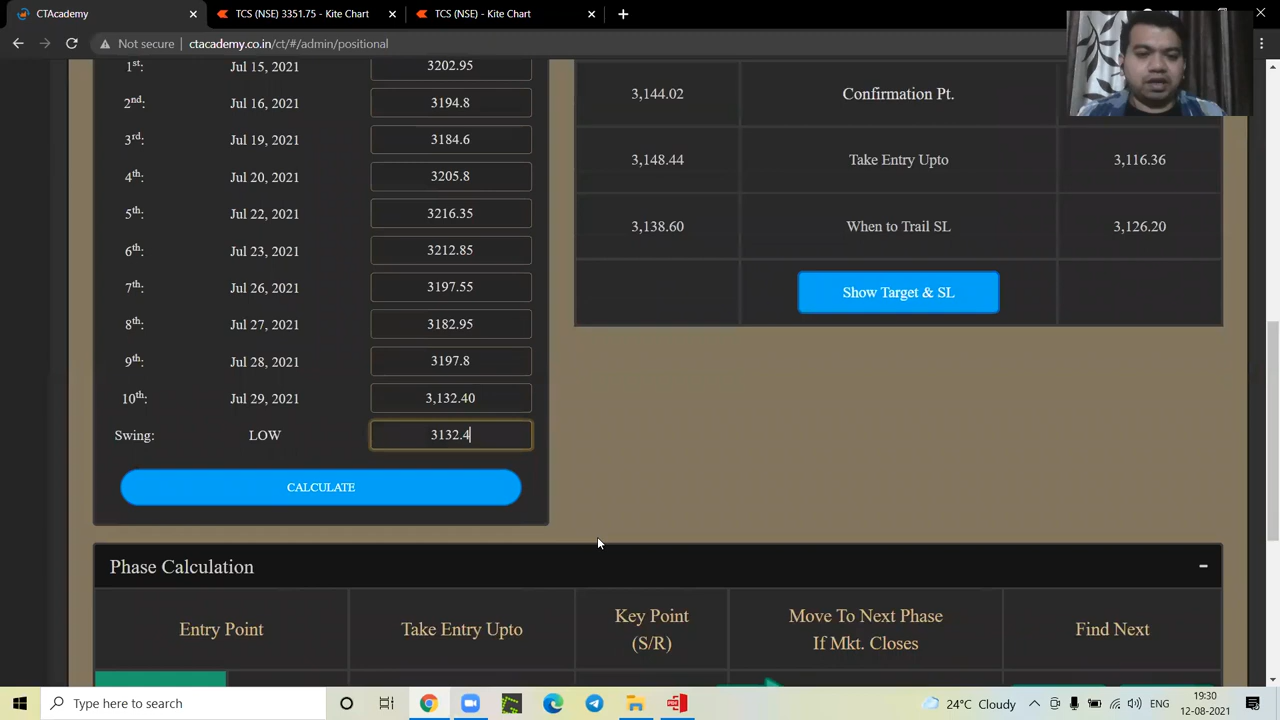 CTAcademy
TCS (NSE) 3351.75 - Kite Chart
TCS (NSE) - Kite Chart
Not secure
ctacademy.co.in/ct/#/admin/positional
1st: Jul 15, 2021 3202.95
2nd: Jul 16, 2021 3194.8
3rd: Jul 19, 2021 3184.6
4th: Jul 20, 2021 3205.8
5th: Jul 22, 2021 3216.35
6th: Jul 23, 2021 3212.85
7th: Jul 26, 2021 3197.55
8th: Jul 27, 2021 3182.95
9th: Jul 28, 2021 3197.8
10th: Jul 29, 2021 3,132.40
Swing: LOW 3132.4
CALCULATE
3,144.02 Confirmation Pt.
3,148.44 Take Entry Upto 3,116.36
3,138.60 When to Trail SL 3,126.20
Show Target & SL
Phase Calculation
Entry Point
Take Entry Upto
Key Point
(S/R)
Move To Next Phase
If Mkt. Closes
Find Next
Type here to search
24°C Cloudy
ENG
19:30
12-08-2021